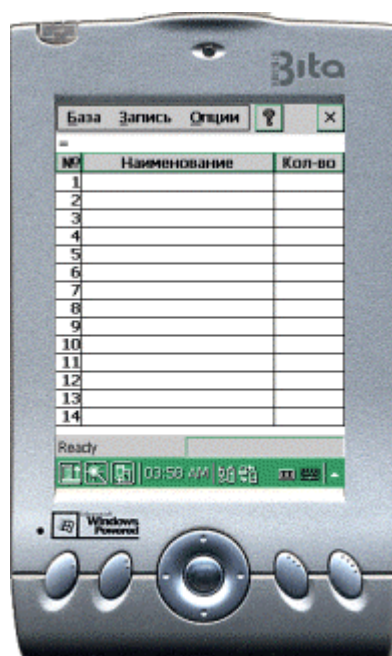 Bita
База Запись Опции ? ×
=
№ Наименование Кол-во
1
2
3
4
5
6
7
8
9
10
11
12
13
14
Ready
03:58 AM
Windows
Powered